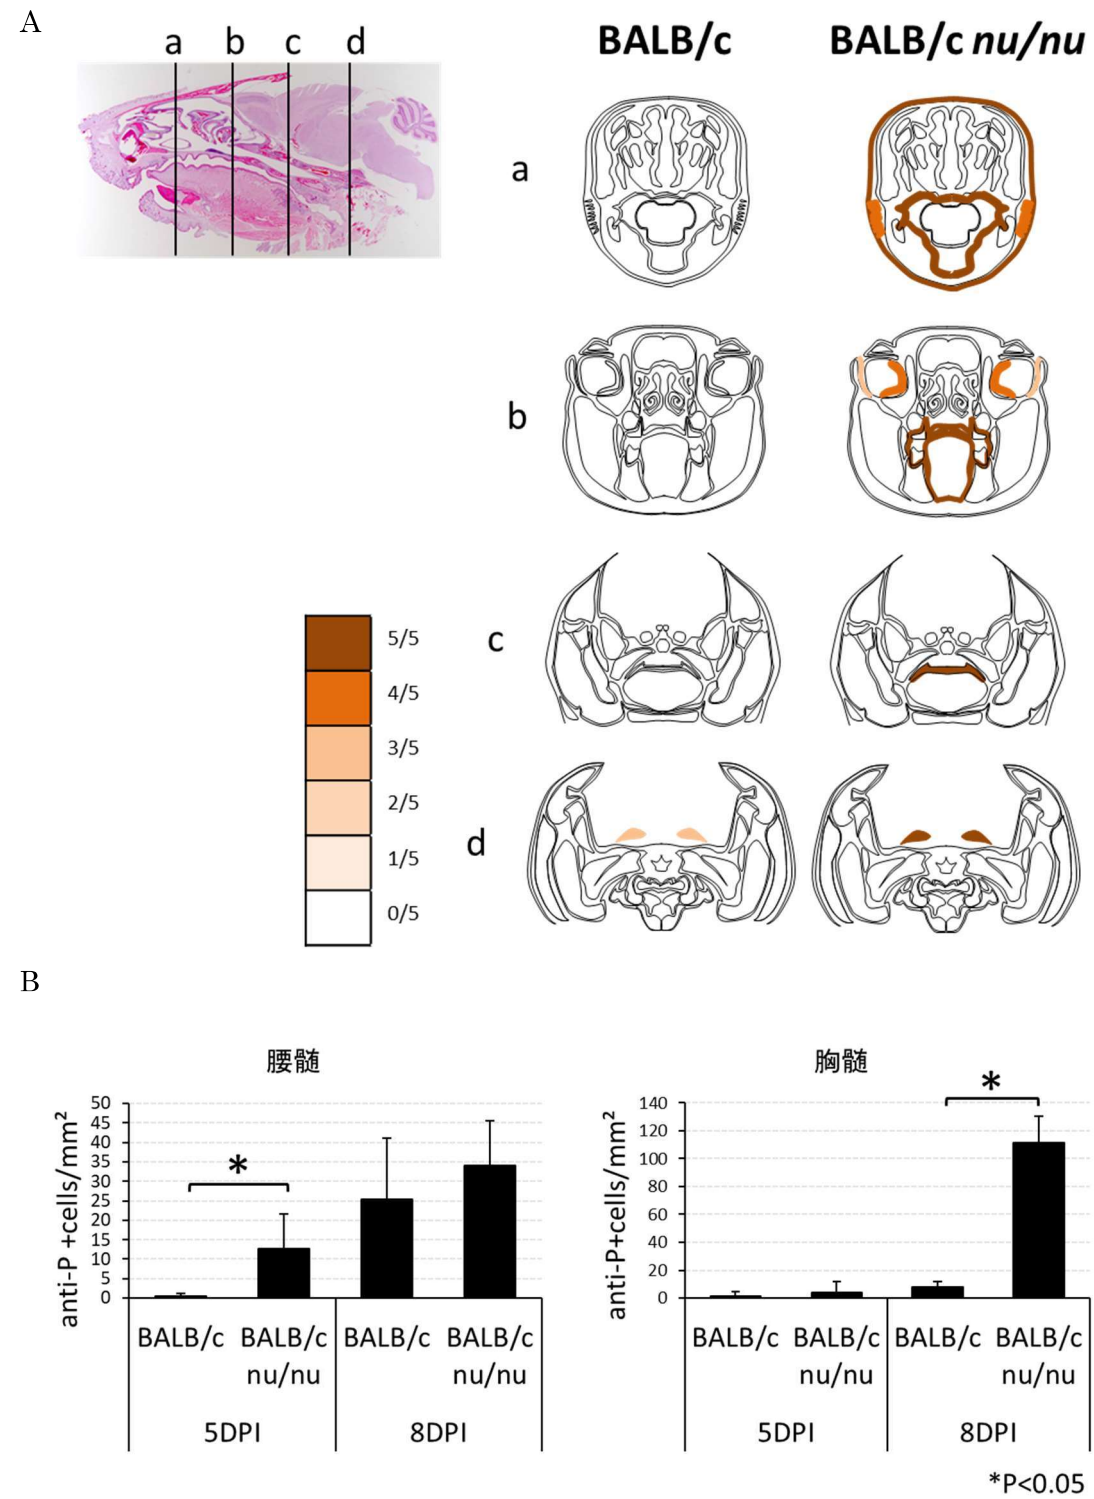 A
a b c d
BALB/c
BALB/c nu/nu
a
b
c
d
5/5
4/5
3/5
2/5
1/5
0/5
B
腰髄
anti-P +cells/mm²
50
45
40
35
30
25
20
15
10
5
0
*
BALB/c
BALB/c
nu/nu
BALB/c
BALB/c
nu/nu
5DPI
8DPI
胸髄
anti-P+cells/mm²
140
120
100
80
60
40
20
0
*
BALB/c
BALB/c
nu/nu
BALB/c
BALB/c
nu/nu
5DPI
8DPI
*P<0.05